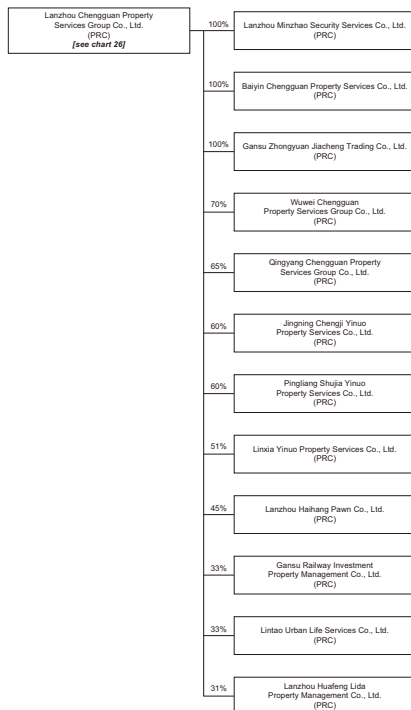 Lanzhou Chengguan Property
Services Group Co., Ltd.
(PRC)
[see chart 26]
100%
Lanzhou Minzhao Security Services Co., Ltd.
(PRC)
100%
Baiyin Chengguan Property Services Co., Ltd.
(PRC)
100%
Gansu Zhongyuan Jiacheng Trading Co., Ltd.
(PRC)
70%
Wuwei Chengguan
Property Services Group Co., Ltd.
(PRC)
65%
Qingyang Chengguan Property
Services Group Co., Ltd.
(PRC)
60%
Jingning Chengji Yinuo
Property Services Co., Ltd.
(PRC)
60%
Pingliang Shujia Yinuo
Property Services Co., Ltd.
(PRC)
51%
Linxia Yinuo Property Services Co., Ltd.
(PRC)
45%
Lanzhou Haihang Pawn Co., Ltd.
(PRC)
33%
Gansu Railway Investment
Property Management Co., Ltd.
(PRC)
33%
Lintao Urban Life Services Co., Ltd.
(PRC)
31%
Lanzhou Huafeng Lida
Property Management Co., Ltd.
(PRC)